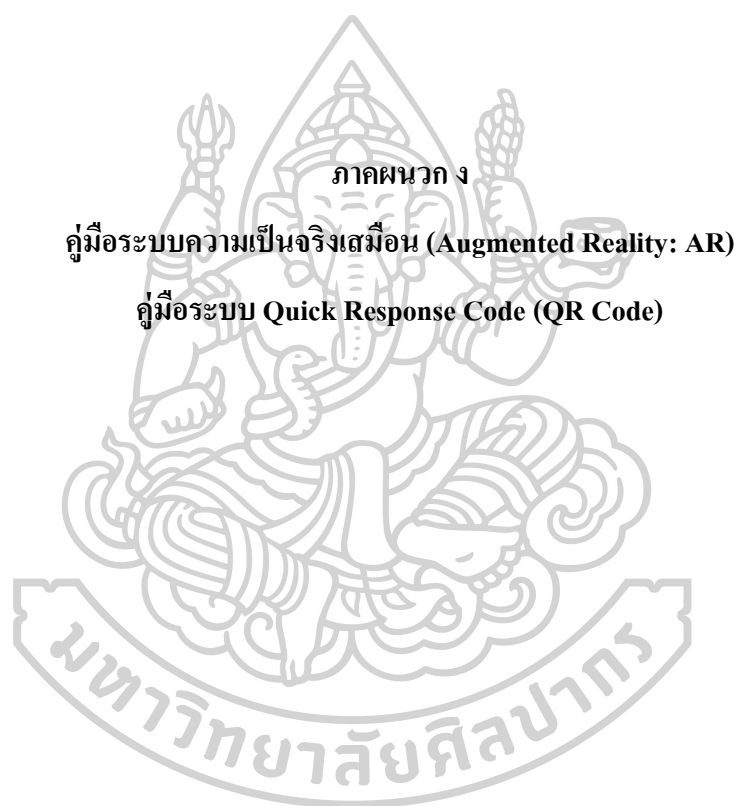 ภาคผนวก ง
คู่มือระบบความเป็นจริงเสมือน (Augmented Reality: AR)
คู่มือระบบ Quick Response Code (QR Code)
มหาวิทยาลัยศิลปากร